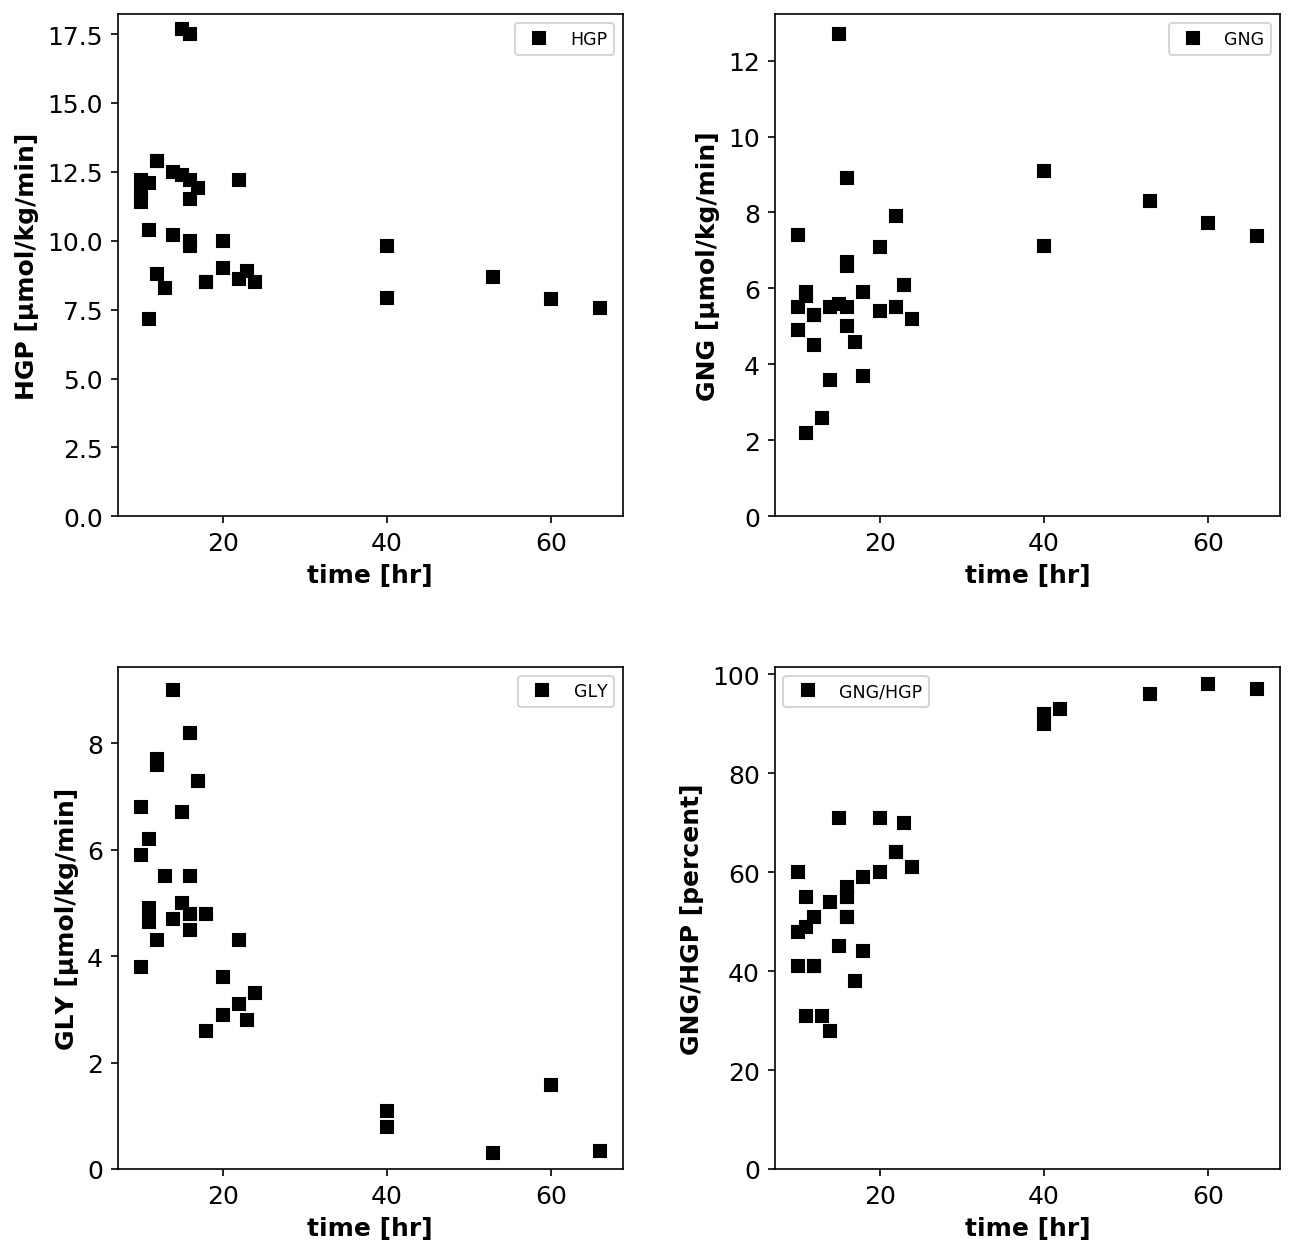 HGP
17.5
15.0
12.5
10.0
7.5
5.0
2.5
0.0
HGP [µmol/kg/min]
20 40 60
time [hr]
GNG
12
10
8
6
4
2
0
GNG [µmol/kg/min]
20 40 60
time [hr]
GLY
8
6
4
2
0
GLY [µmol/kg/min]
20 40 60
time [hr]
GNG/HGP
100
80
60
40
20
0
GNG/HGP [percent]
20 40 60
time [hr]